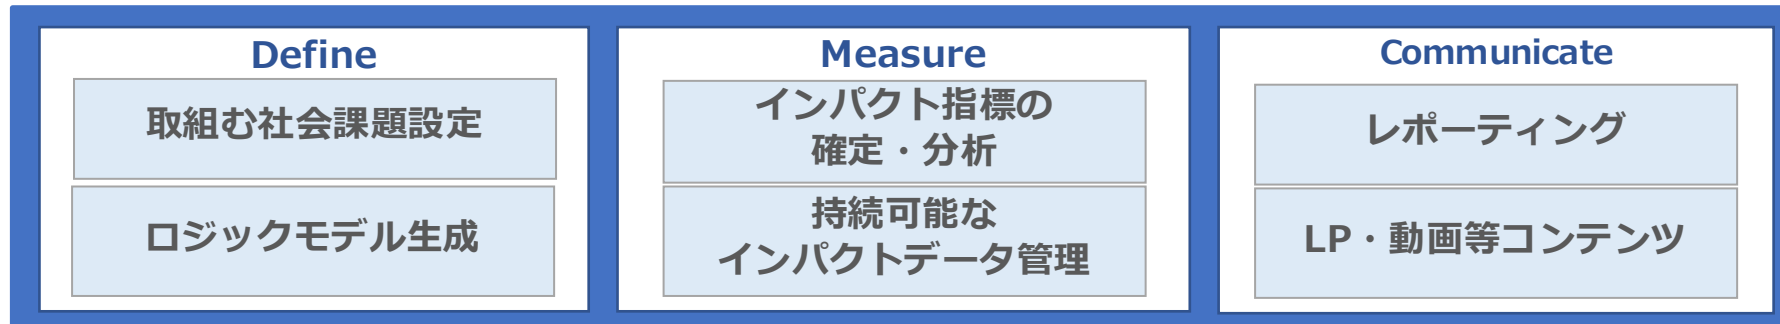 Define
取組む社会課題設定
ロジックモデル生成
Measure
インパクト指標の
確定・分析
持続可能な
インパクトデータ管理
Communicate
レポーティング
LP・動画等コンテンツ